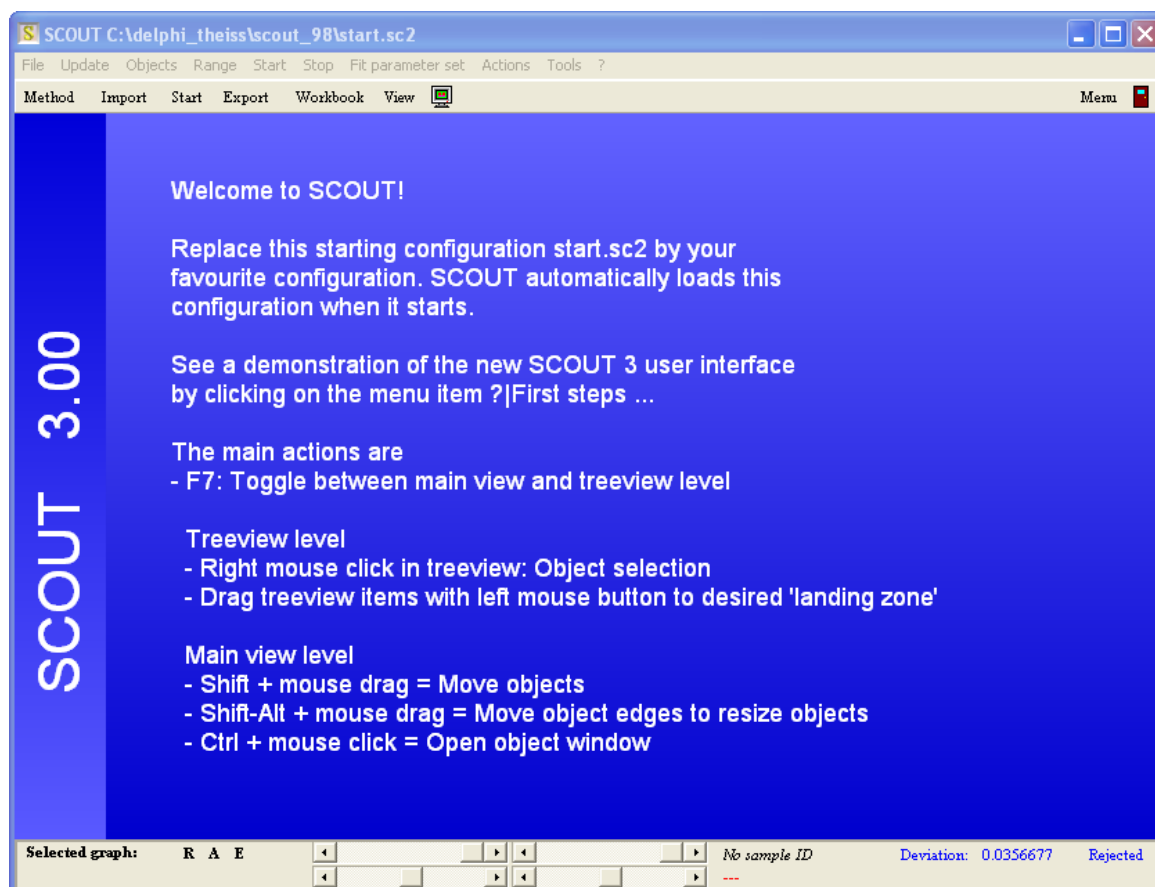 SCOUT C:\delphi_theiss\scout_98\start.sc2
File Update Objects Range Start Stop Fit parameter set Actions Tools ?
Method Import Start Export Workbook View Menu
SCOUT 3.00
Welcome to SCOUT!
Replace this starting configuration start.sc2 by your
favourite configuration. SCOUT automatically loads this
configuration when it starts.
See a demonstration of the new SCOUT 3 user interface
by clicking on the menu item ?|First steps ...
The main actions are
- F7: Toggle between main view and treeview level
Treeview level
- Right mouse click in treeview: Object selection
- Drag treeview items with left mouse button to desired 'landing zone'
Main view level
- Shift + mouse drag = Move objects
- Shift-Alt + mouse drag = Move object edges to resize objects
- Ctrl + mouse click = Open object window
Selected graph: R A E No sample ID Deviation: 0.0356677 Rejected
---